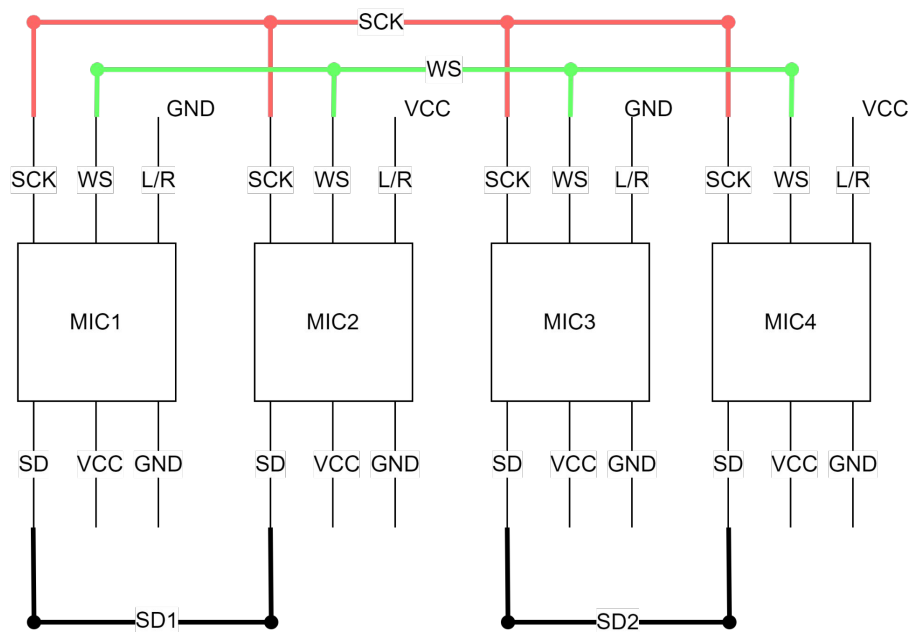 SCK
WS
GND VCC GND VCC
SCK WS L/R SCK WS L/R SCK WS L/R SCK WS L/R
MIC1 MIC2 MIC3 MIC4
SD VCC GND SD VCC GND SD VCC GND SD VCC GND
SD1 SD2